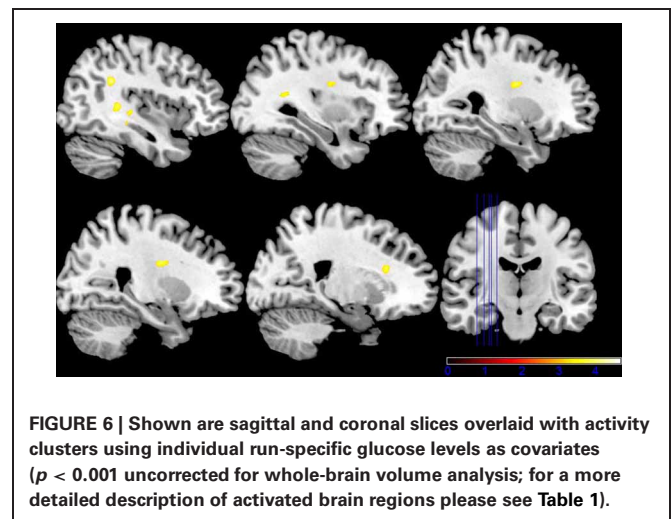 0 1 2 3 4
FIGURE 6 | Shown are sagittal and coronal slices overlaid with activity
clusters using individual run-specific glucose levels as covariates
(p < 0.001 uncorrected for whole-brain volume analysis; for a more
detailed description of activated brain regions please see Table 1).